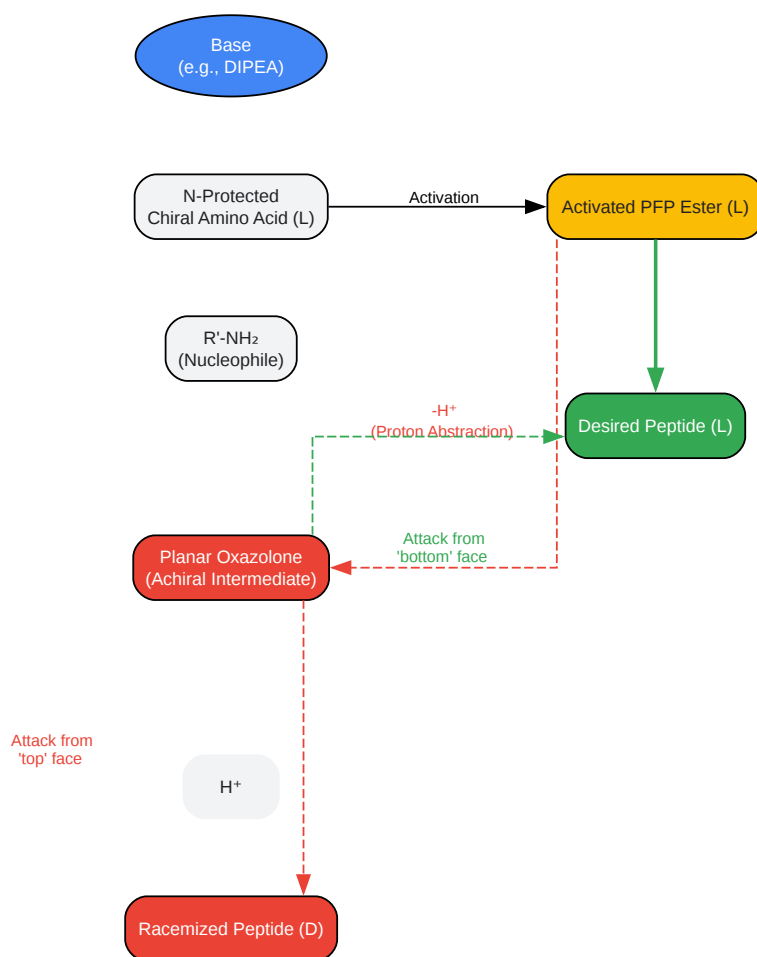 Base
(e.g., DIPEA)
N-Protected
Chiral Amino Acid (L)
Activation
Activated PFP Ester (L)
R'-NH₂
(Nucleophile)
-H⁺
(Proton Abstraction)
Desired Peptide (L)
Attack from
'bottom' face
Planar Oxazolone
(Achiral Intermediate)
Attack from
'top' face
H⁺
Racemized Peptide (D)